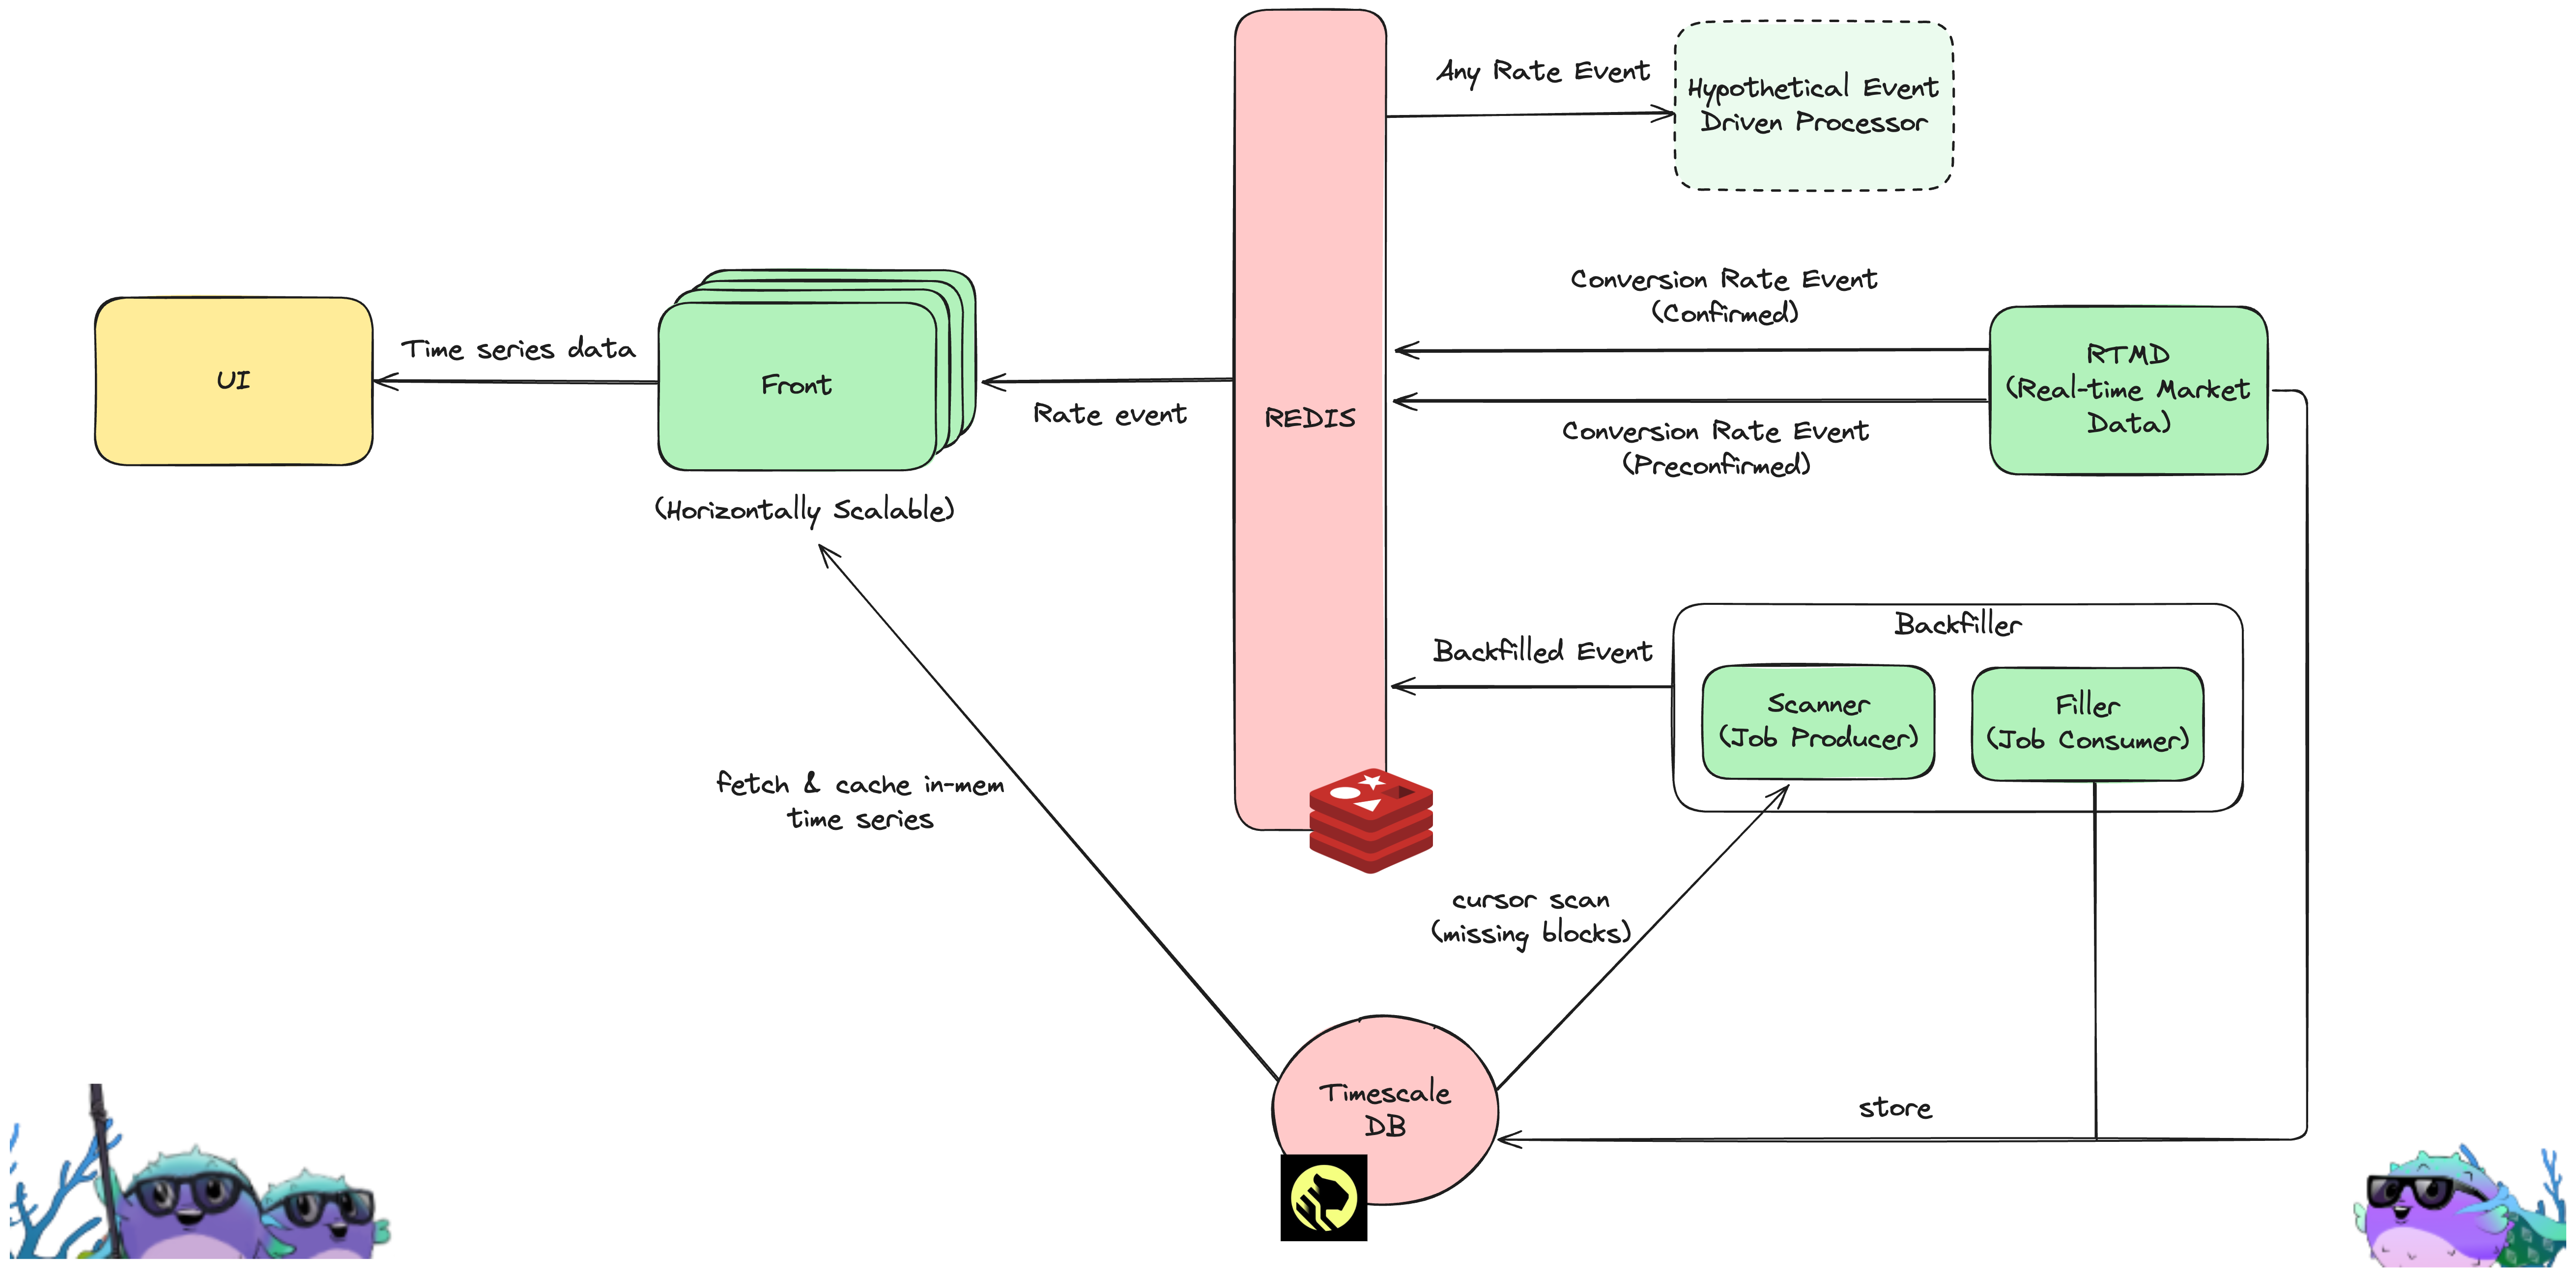 Any Rate Event
Hypothetical Event
Driven Processor
UI
Time series data
Front
(Horizontally Scalable)
Rate event
REDIS
Conversion Rate Event
(Confirmed)
Conversion Rate Event
(Preconfirmed)
RTMD
(Real-time Market
Data)
Backfilled Event
Backfiller
Scanner
(Job Producer)
Filler
(Job Consumer)
fetch & cache in-mem
time series
cursor scan
(missing blocks)
Timescale
DB
store